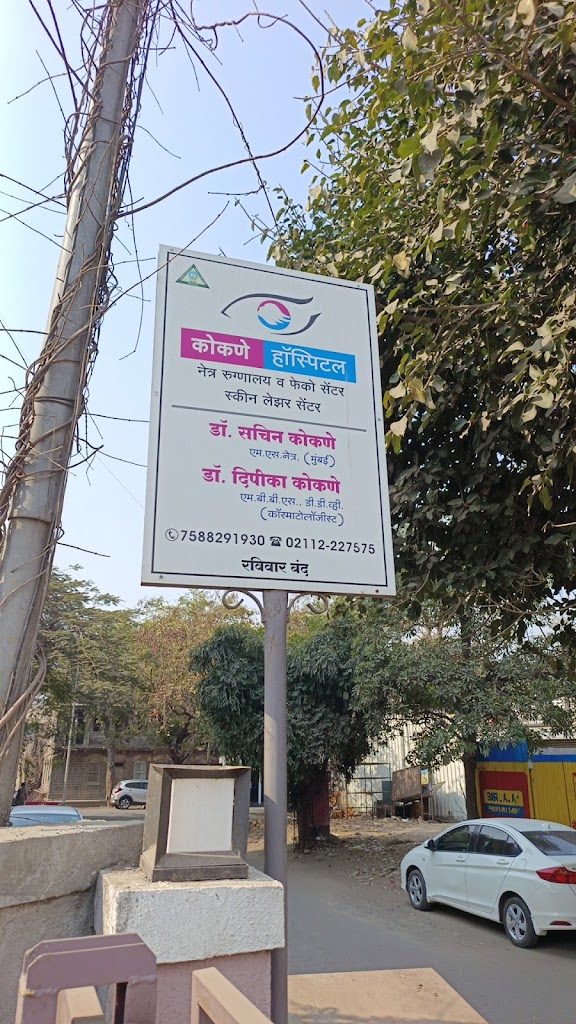 कोकणे हॉस्पिटल
नेत्र रुग्णालय व फेको सेंटर
स्कीन लेझर सेंटर
डॉ. सचिन कोकणे
एम.एस.नेत्र. (मुंबई)
डॉ. दिपीका कोकणे
एम.बी.बी.एस., डी.डी.व्ही.
(कॉस्माटोलॉजीस्ट)
7588291930 ☎ 02112-227575
रविवार बंद